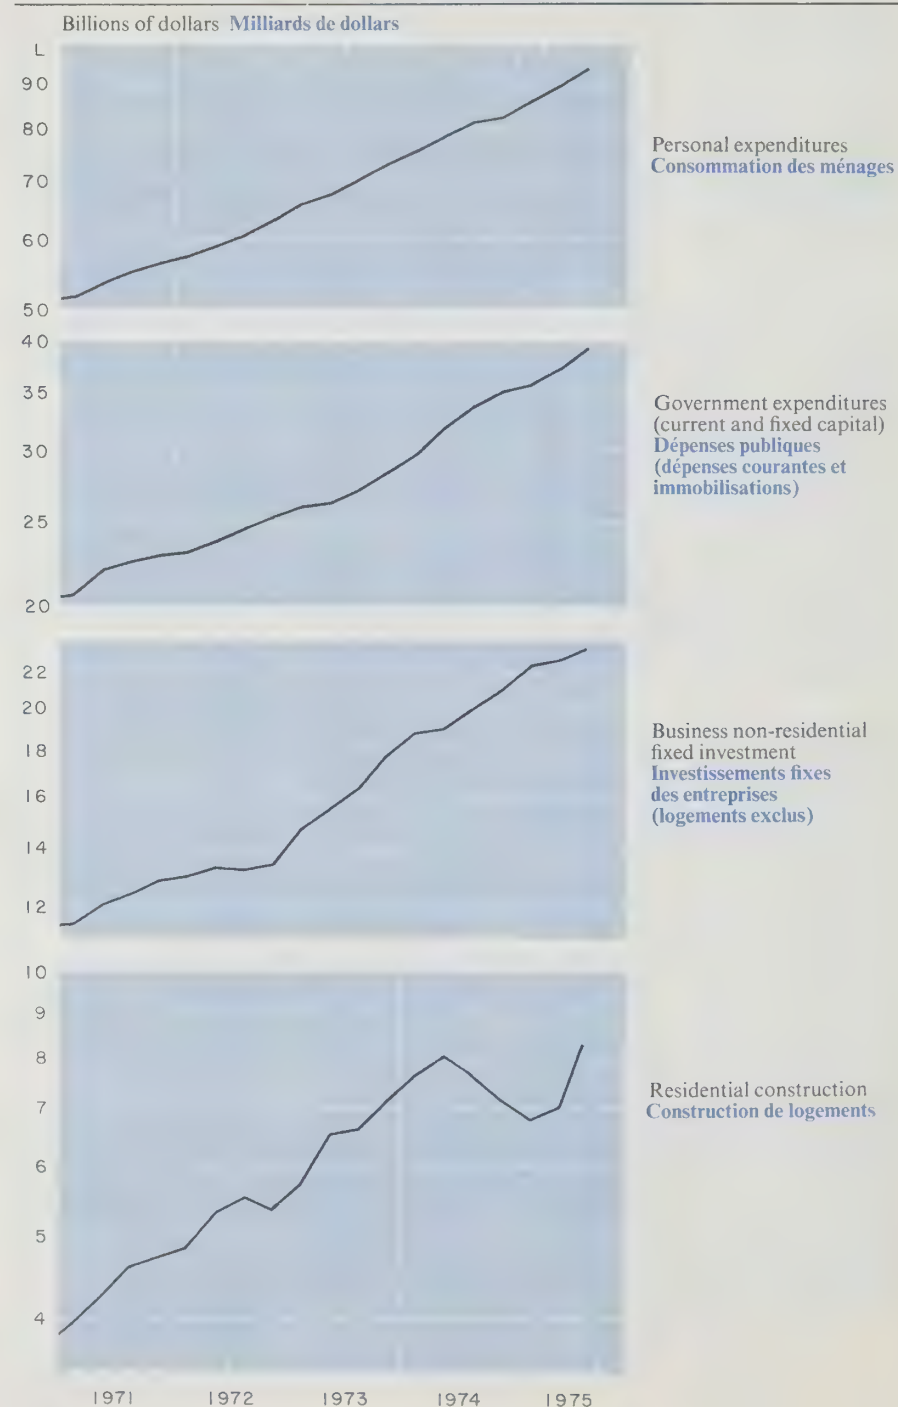 Billions of dollars Milliards de dollars
L
90
80
70
60
50
Personal expenditures
Consommation des ménages
40
35
30
25
20
Government expenditures
(current and fixed capital)
Dépenses publiques
(dépenses courantes et
immobilisations)
22
20
18
16
14
12
Business non-residential
fixed investment
Investissements fixes
des entreprises
(logements exclus)
10
9
8
7
6
5
4
Residential construction
Construction de logements
1971 1972 1973 1974 1975